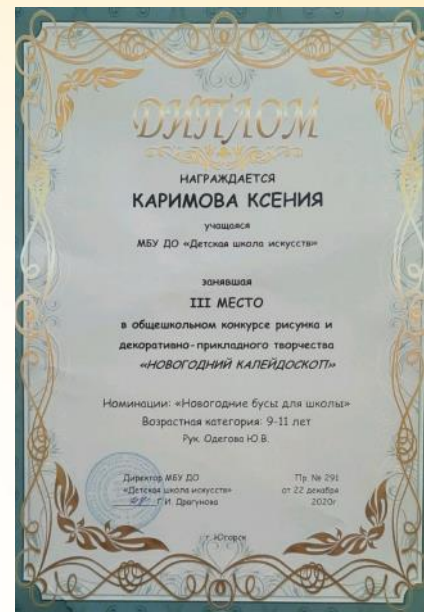 ДИПЛОМ
НАГРАЖДАЕТСЯ
КАРИМОВА КСЕНИЯ
учащаяся
МБУ ДО «Детская школа искусств»
занявшая
III МЕСТО
в общешкольном конкурсе рисунка и
декоративно-прикладного творчества
«НОВОГОДНИЙ КАЛЕЙДОСКОП»
Номинации: «Новогодние бусы для школы»
Возрастная категория: 9-11 лет
Рук. Одегова Ю.В.
Директор МБУ ДО
«Детская школа искусств»
Г.И. Драгунова
Пр. № 291
от 22 декабря
2020г
г. Югорск